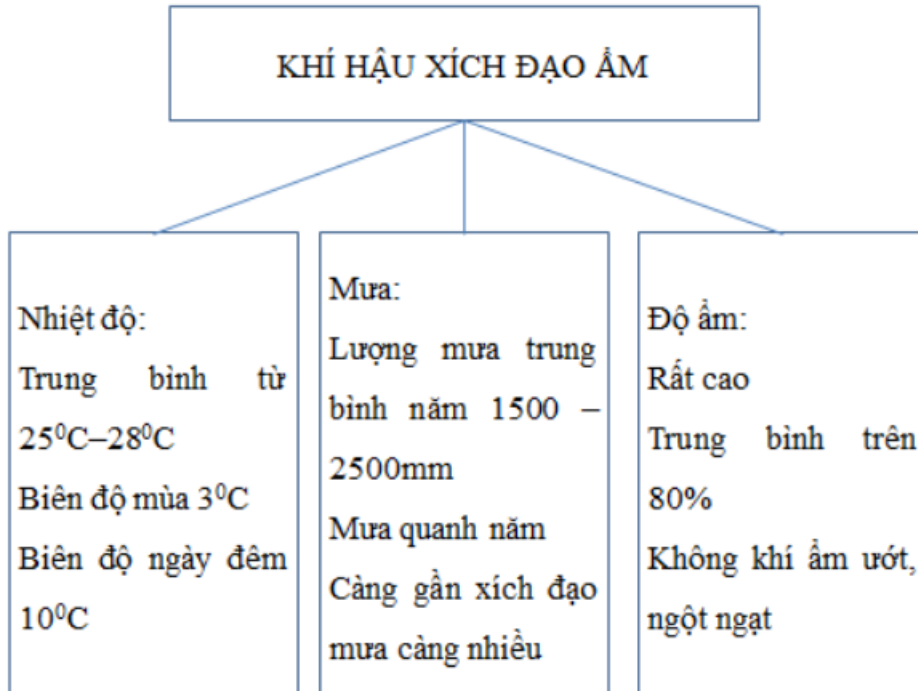 KHÍ HẬU XÍCH ĐẠO ẨM
Nhiệt độ:
Trung bình từ
25⁰C–28⁰C
Biên độ mùa 3⁰C
Biên độ ngày đêm
10⁰C
Mưa:
Lượng mưa trung
bình năm 1500 –
2500mm
Mưa quanh năm
Càng gần xích đạo
mưa càng nhiều
Độ ẩm:
Rất cao
Trung bình trên
80%
Không khí ẩm ướt,
ngột ngạt